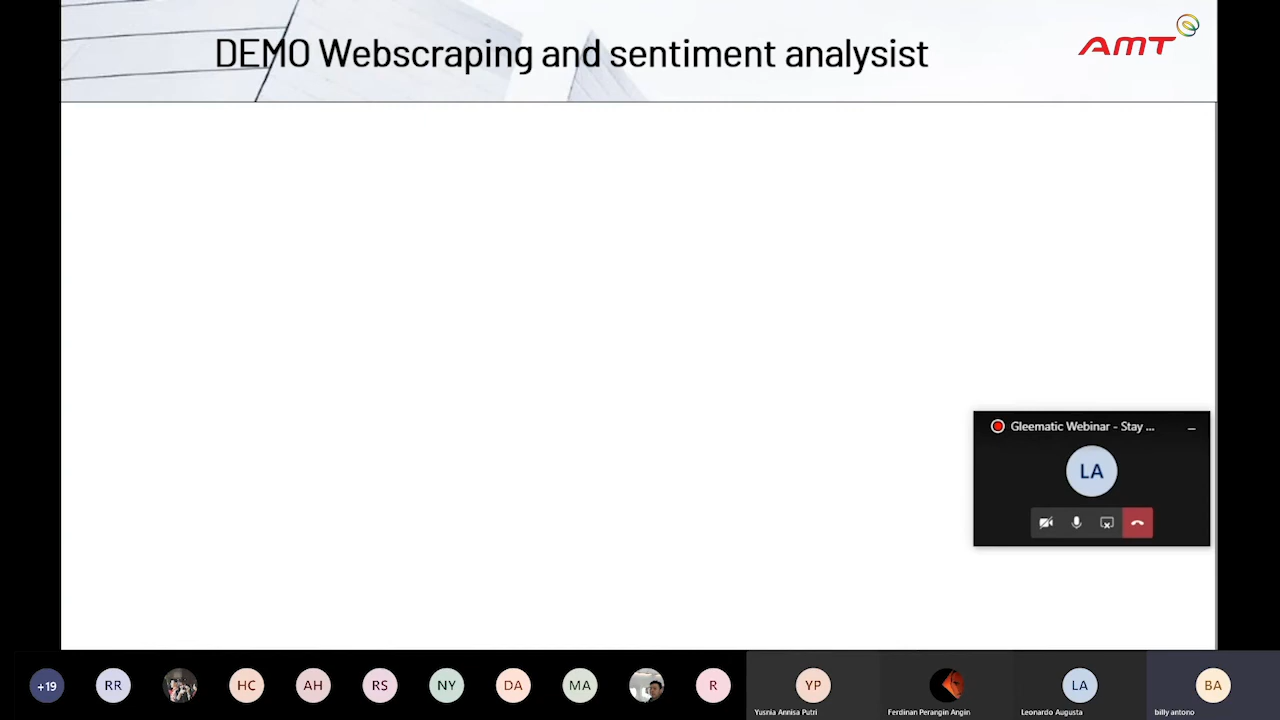 DEMO Webscraping and sentiment analysist
AMT
Gleematic Webinar - Stay ...
LA
+19
RR
HC
AH
RS
NY
DA
MA
R
YP
Yusnia Annisa Putri
Ferdinan Perangin Angin
LA
Leonardo Augusta
BA
billy antono